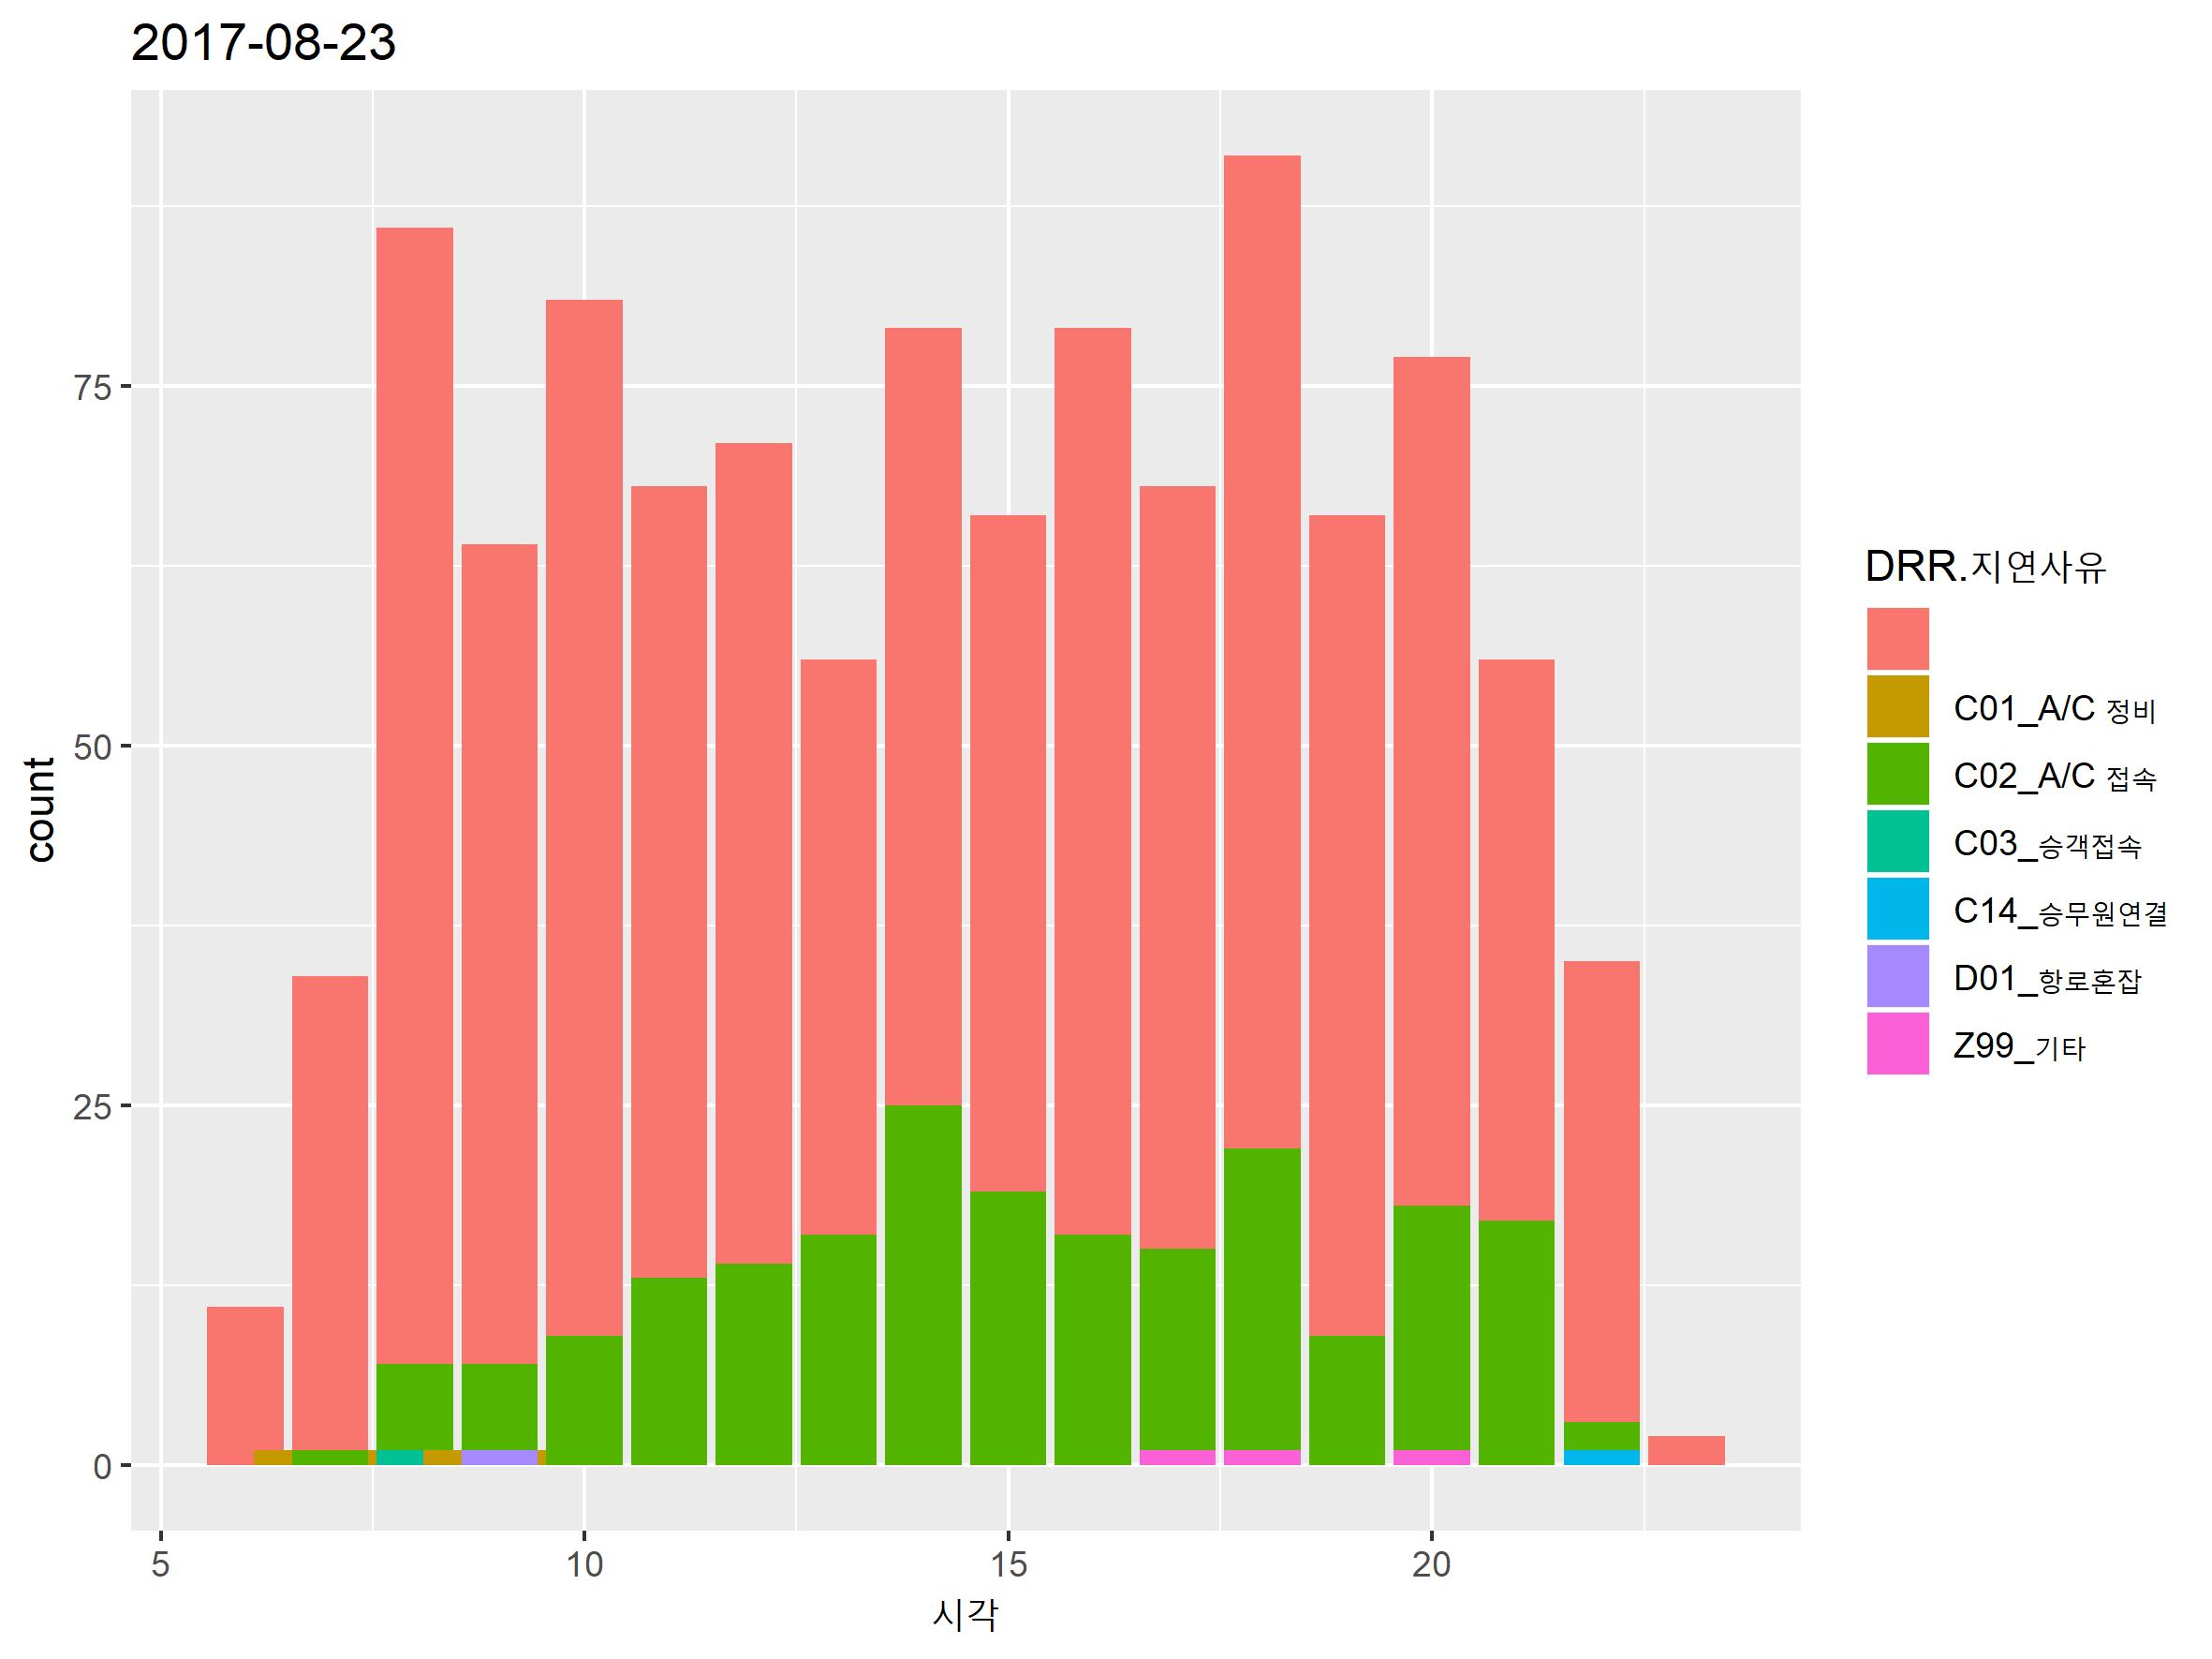 2017-08-23
count
75
50
25
0
5 10 15 20
시각
DRR.지연사유
C01_A/C 정비
C02_A/C 접속
C03_승객접속
C14_승무원연결
D01_항로혼잡
Z99_기타